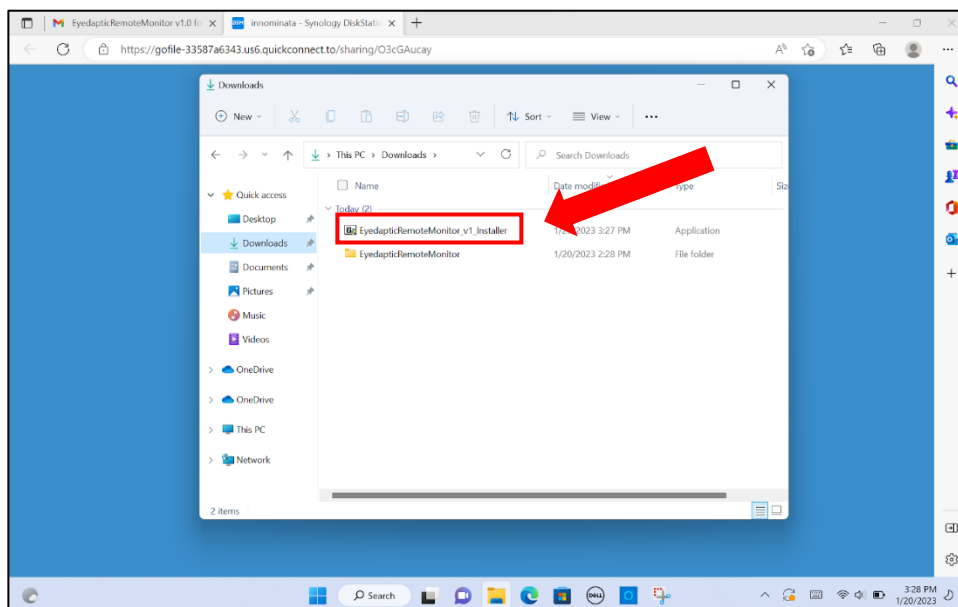 EyedapticRemoteMonitor v1.0 fo
innominata - Synology DiskStatio
https://gofile-33587a6343.us6.quickconnect.to/sharing/O3cGAucay
Downloads
New
Sort
View
This PC > Downloads >
Search Downloads
Quick access
Desktop
Downloads
Documents
Pictures
Music
Videos
OneDrive
OneDrive
This PC
Network
Name
Type
Siz
Today (2)
EyedapticRemoteMonitor_v1_Installer
3:27 PM
Application
EyedapticRemoteMonitor
1/20/2023 2:28 PM
File folder
2 items
Search
DELL
3:28 PM
1/20/2023